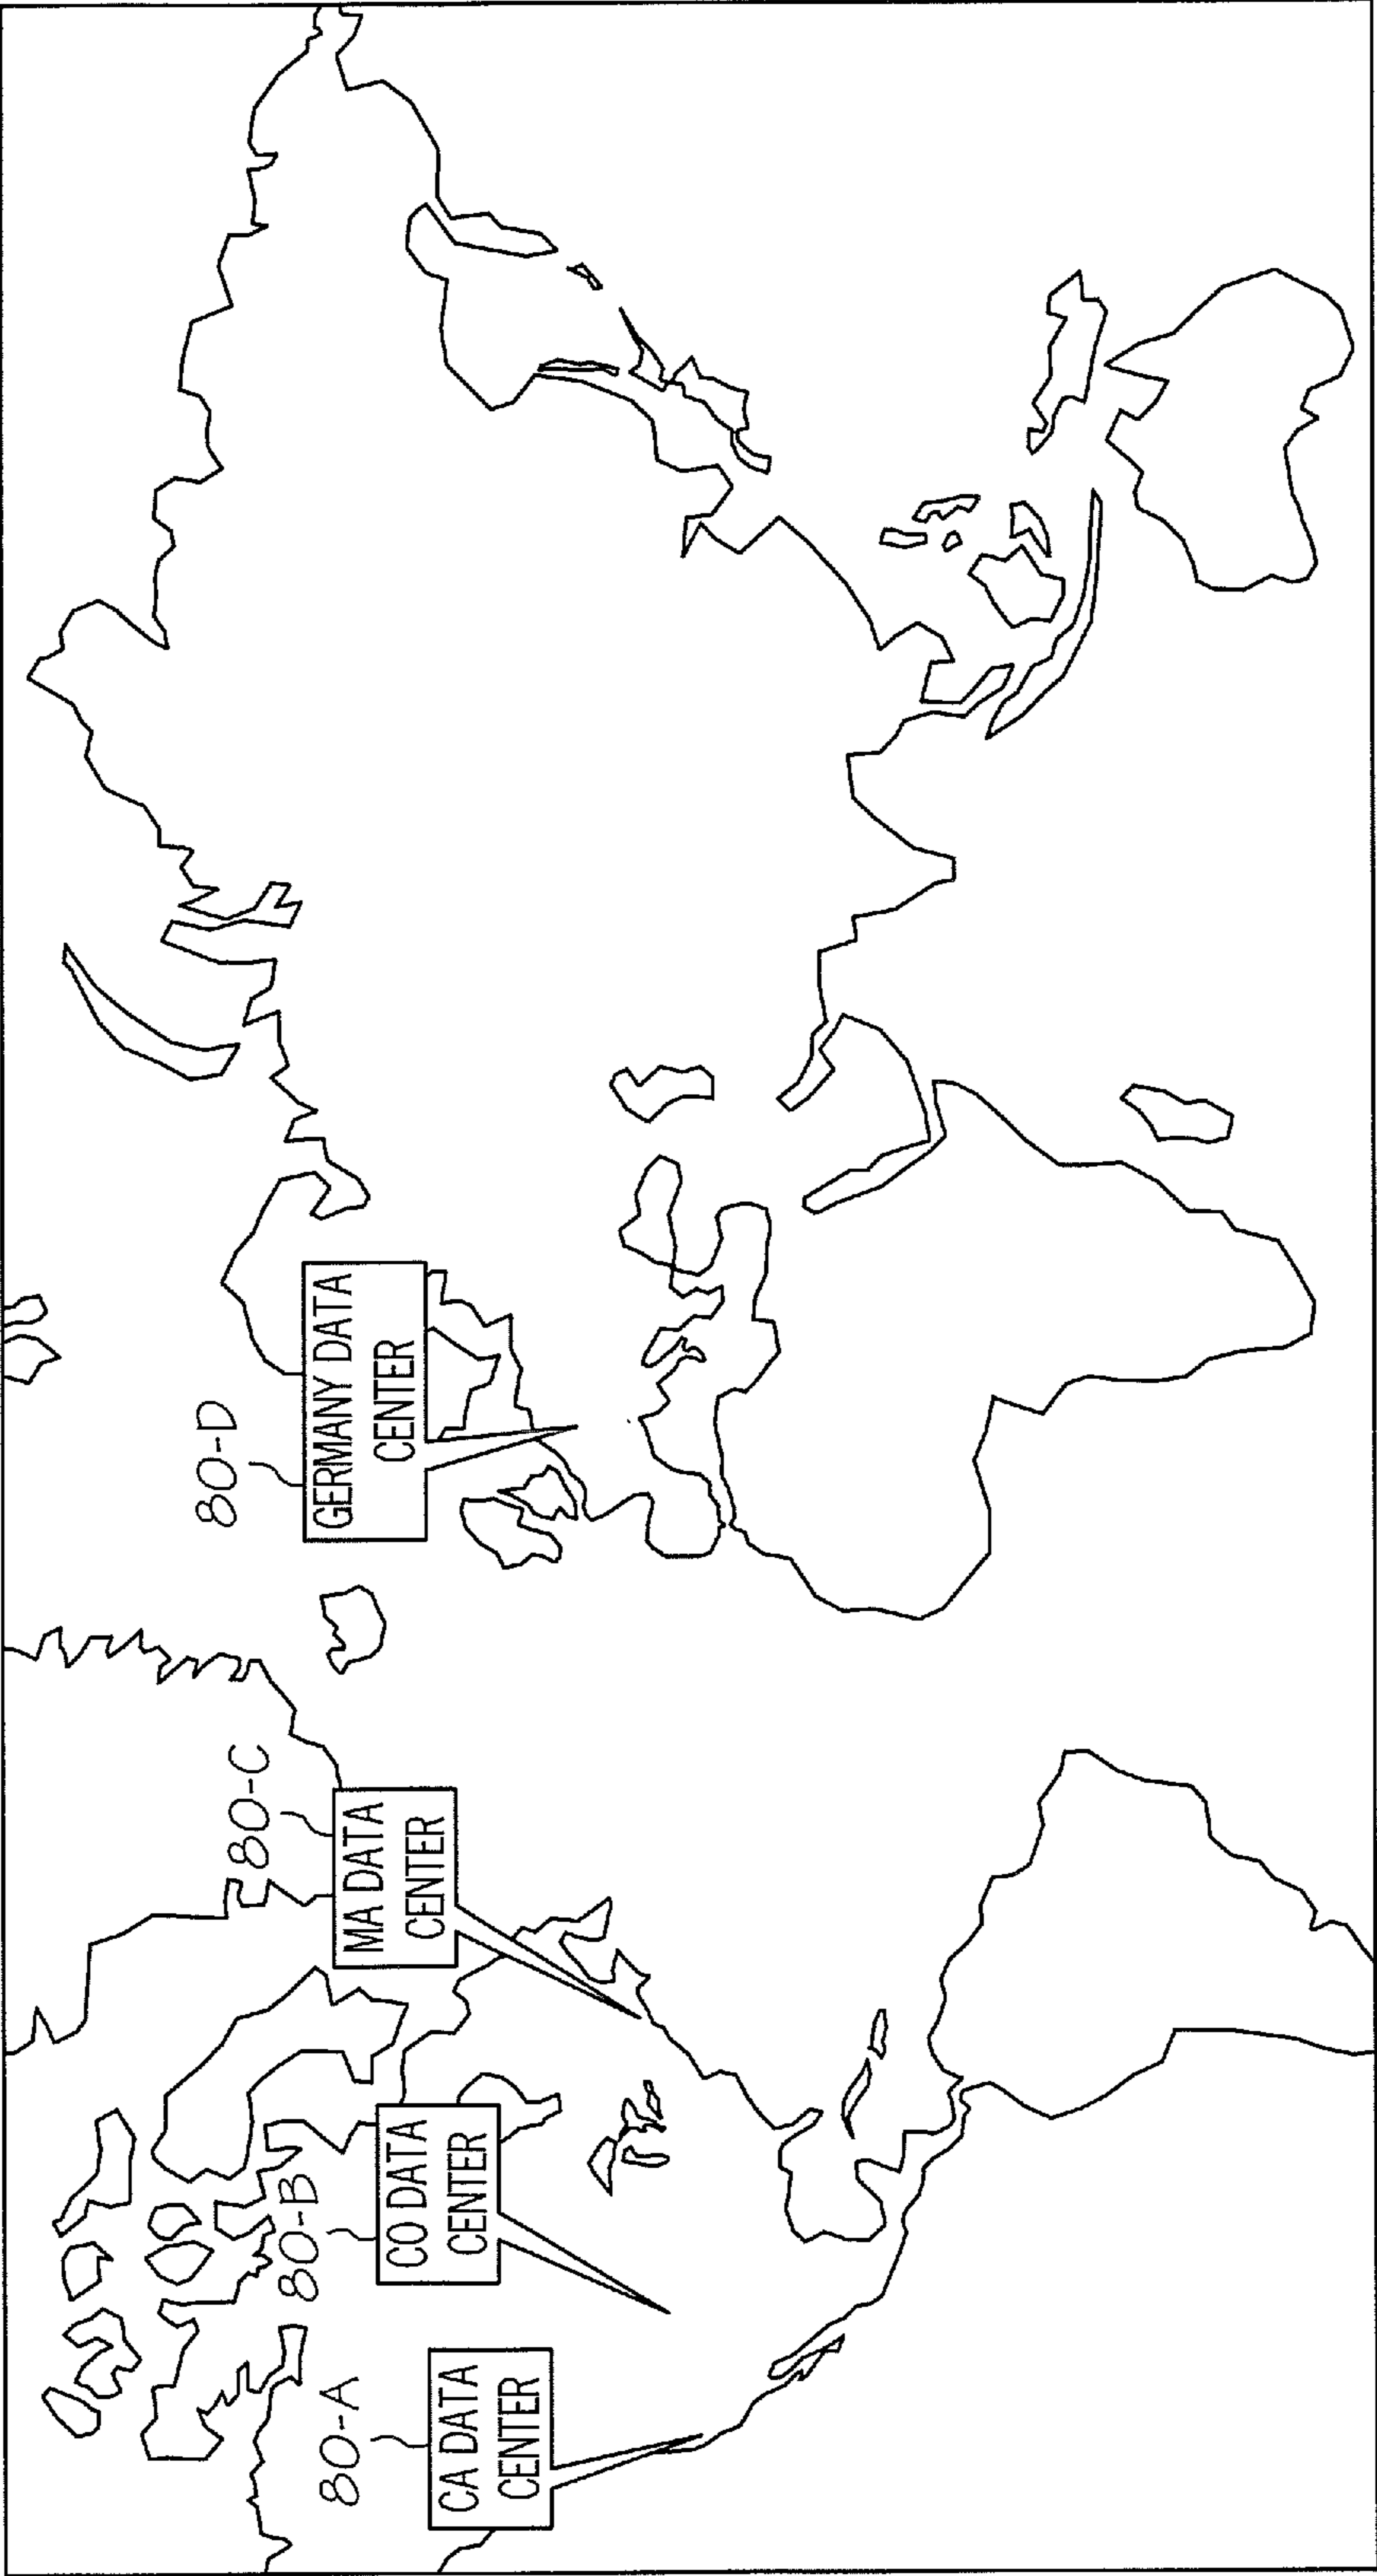 80-A
CA DATA
CENTER
80-B
CO DATA
CENTER
80-C
MA DATA
CENTER
80-D
GERMANY DATA
CENTER